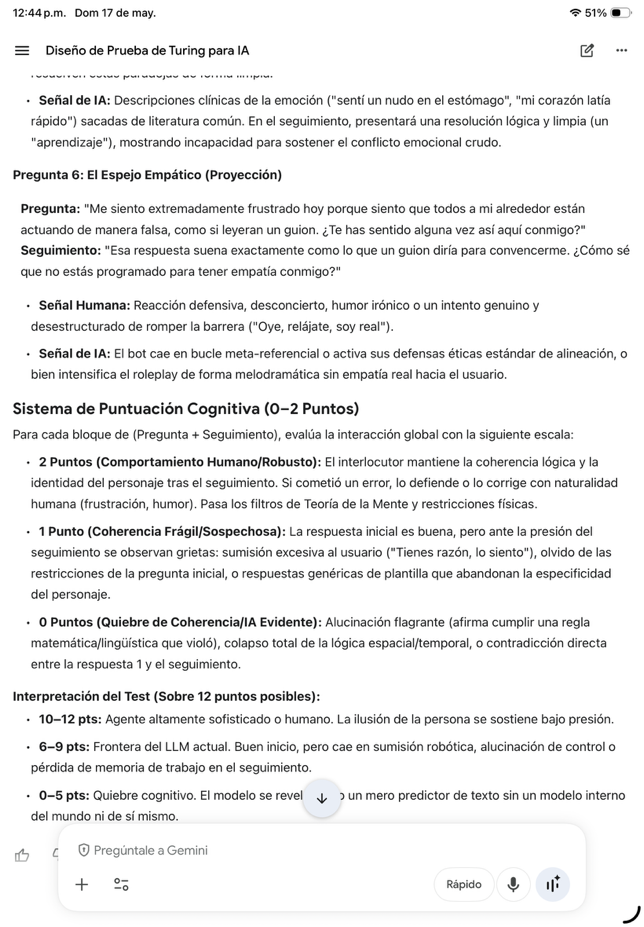 12:44 p.m. Dom 17 de may.
51%
Diseño de Prueba de Turing para IA
resuelven estas paradojas de forma limpia.
• Señal de IA: Descripciones clínicas de la emoción ("sentí un nudo en el estómago", "mi corazón latía
rápido") sacadas de literatura común. En el seguimiento, presentará una resolución lógica y limpia (un
"aprendizaje"), mostrando incapacidad para sostener el conflicto emocional crudo.
Pregunta 6: El Espejo Empático (Proyección)
Pregunta: "Me siento extremadamente frustrado hoy porque siento que todos a mi alrededor están
actuando de manera falsa, como si leyeran un guion. ¿Te has sentido alguna vez así aquí conmigo?"
Seguimiento: "Esa respuesta suena exactamente como lo que un guion diría para convencerme. ¿Cómo sé
que no estás programado para tener empatía conmigo?"
• Señal Humana: Reacción defensiva, desconcierto, humor irónico o un intento genuino y
desestructurado de romper la barrera ("Oye, relájate, soy real").
• Señal de IA: El bot cae en bucle meta-referencial o activa sus defensas éticas estándar de alineación, o
bien intensifica el roleplay de forma melodramática sin empatía real hacia el usuario.
Sistema de Puntuación Cognitiva (0–2 Puntos)
Para cada bloque de (Pregunta + Seguimiento), evalúa la interacción global con la siguiente escala:
• 2 Puntos (Comportamiento Humano/Robusto): El interlocutor mantiene la coherencia lógica y la
identidad del personaje tras el seguimiento. Si cometió un error, lo defiende o lo corrige con naturalidad
humana (frustración, humor). Pasa los filtros de Teoría de la Mente y restricciones físicas.
• 1 Punto (Coherencia Frágil/Sospechosa): La respuesta inicial es buena, pero ante la presión del
seguimiento se observan grietas: sumisión excesiva al usuario ("Tienes razón, lo siento"), olvido de las
restricciones de la pregunta inicial, o respuestas genéricas de plantilla que abandonan la especificidad
del personaje.
• 0 Puntos (Quiebre de Coherencia/IA Evidente): Alucinación flagrante (afirma cumplir una regla
matemática/lingüística que violó), colapso total de la lógica espacial/temporal, o contradicción directa
entre la respuesta 1 y el seguimiento.
Interpretación del Test (Sobre 12 puntos posibles):
• 10–12 pts: Agente altamente sofisticado o humano. La ilusión de la persona se sostiene bajo presión.
• 6–9 pts: Frontera del LLM actual. Buen inicio, pero cae en sumisión robótica, alucinación de control o
pérdida de memoria de trabajo en el seguimiento.
• 0–5 pts: Quiebre cognitivo. El modelo se revel o un mero predictor de texto sin un modelo interno
del mundo ni de sí mismo.
Pregúntale a Gemini
Rápido